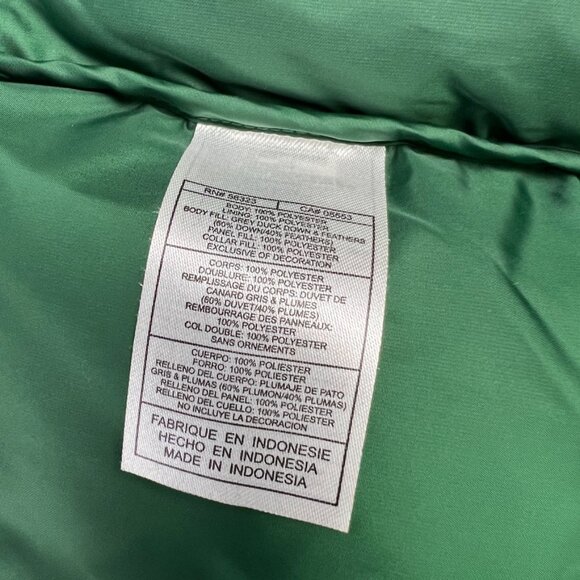 RN# 56323 CA# 05553
BODY: 100% POLYESTER
LINING: 100% POLYESTER
BODY FILL: GREY DUCK DOWN & FEATHERS
(60% DOWN/40% FEATHERS)
PANEL FILL: 100% POLYESTER
COLLAR FILL: 100% POLYESTER
EXCLUSIVE OF DECORATION
CORPS: 100% POLYESTER
DOUBLURE: 100% POLYESTER
REMPLISSAGE DU CORPS: DUVET DE
CANARD GRIS & PLUMES
(60% DUVET/40% PLUMES)
REMBOURRAGE DES PANNEAUX:
100% POLYESTER
COL DOUBLE: 100% POLYESTER
SANS ORNEMENTS
CUERPO: 100% POLIESTER
FORRO: 100% POLIESTER
RELLENO DEL CUERPO: PLUMAJE DE PATO
GRIS & PLUMAS (60% PLUMON/40% PLUMAS)
RELLENO DEL PANEL: 100% POLIESTER
RELLENO DEL CUELLO: 100% POLIESTER
NO INCLUYE LA DECORACION
FABRIQUE EN INDONESIE
HECHO EN INDONESIA
MADE IN INDONESIA